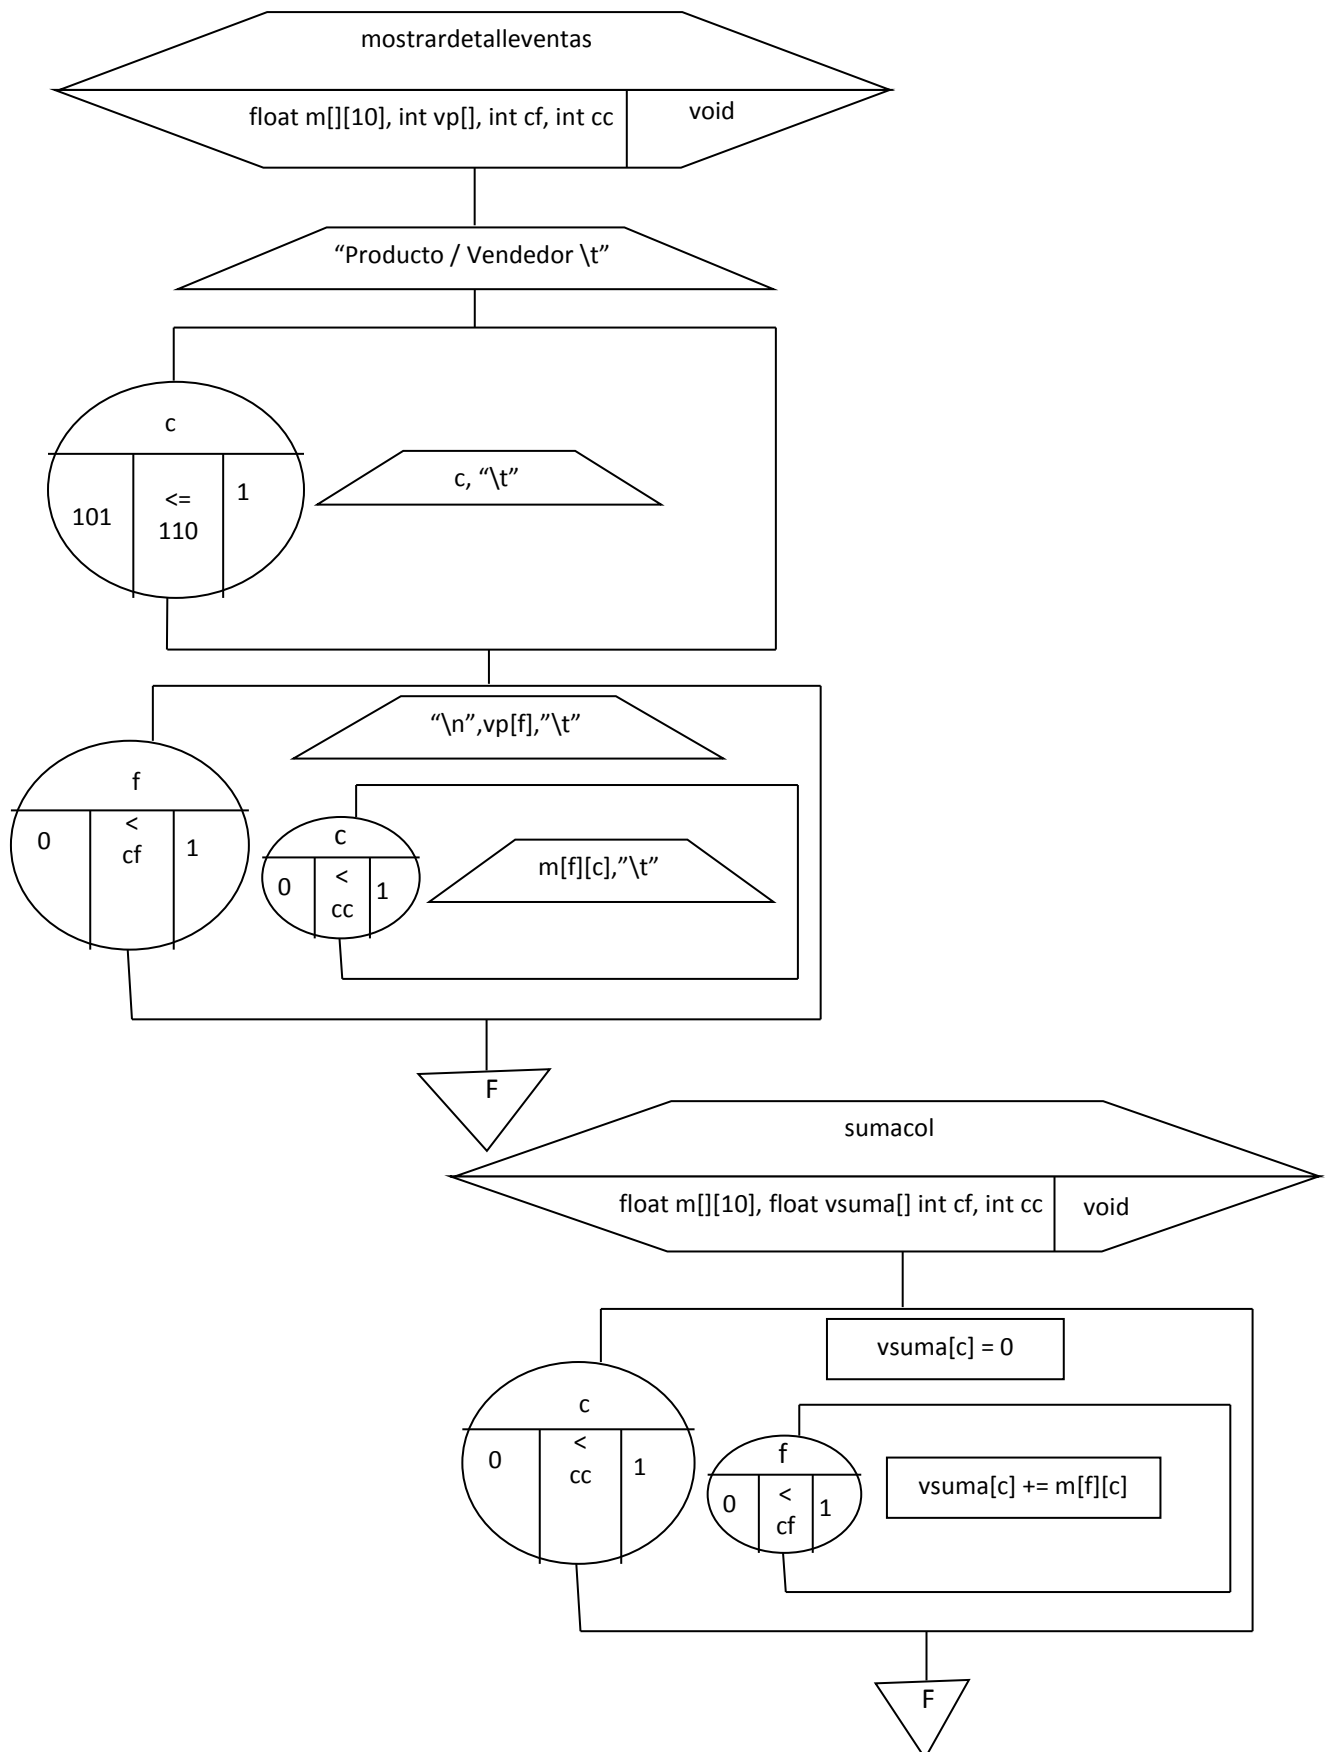 mostrardetalleventas
float m[][10], int vp[], int cf, int cc
void
“Producto / Vendedor \t”
c
101
<=
110
1
c, “\t”
“\n”,vp[f],”\t”
f
0
<
cf
1
c
0
<
cc
1
m[f][c],”\t”
F
sumacol
float m[][10], float vsuma[] int cf, int cc
void
vsuma[c] = 0
c
0
<
cc
1
f
0
<
cf
1
vsuma[c] += m[f][c]
F